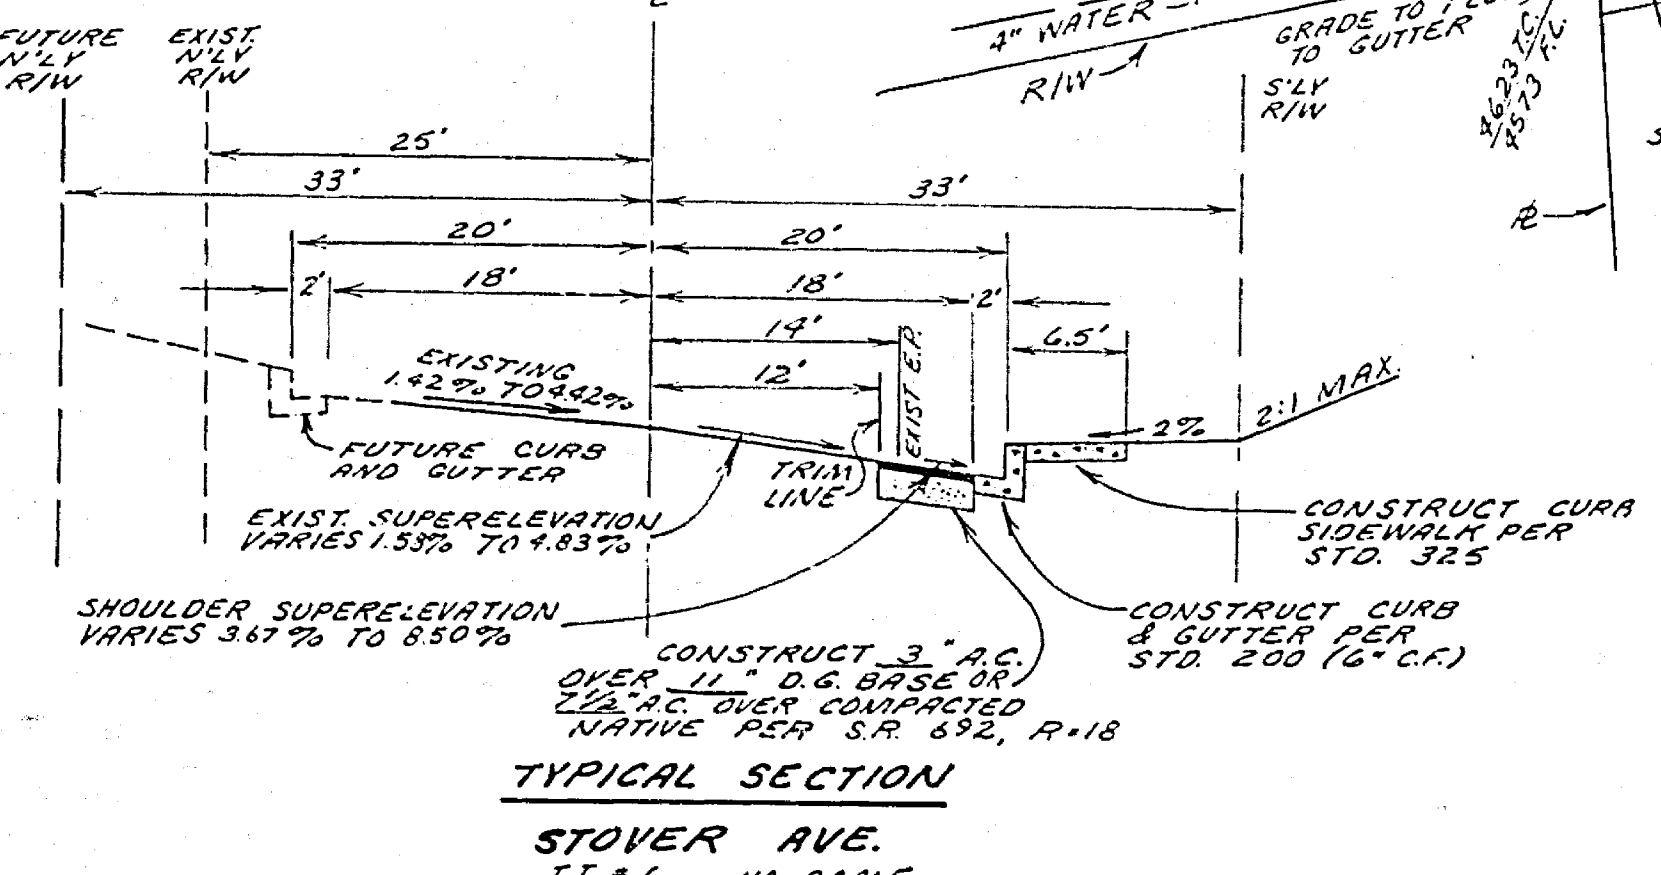 FUTURE
N'LY
R/W
EXIST.
N'LY
R/W
4" WATER
R/W
GRADE TO
TO GUTTER
S'LY
R/W
4623 T.C.
4573 F.L.
25'
33'
33'
20'
20'
2'
18'
18'
2'
14'
6.5'
12'
EXISTING
1.42% TO 4.42%
EXIST E.P.
2%
2:1 MAX.
FUTURE CURB
AND GUTTER
TRIM
LINE
EXIST. SUPERELEVATION
VARIES 1.53% TO 4.83%
CONSTRUCT CURB
SIDEWALK PER
STD. 325
SHOULDER SUPERELEVATION
VARIES 3.67% TO 8.50%
CONSTRUCT CURB
& GUTTER PER
STD. 200 (6" C.F.)
CONSTRUCT 3" A.C.
OVER 11" D.G. BASE OR
7 1/2" A.C. OVER COMPACTED
NATIVE PER S.R. 692, R=18
TYPICAL SECTION
STOVER AVE.